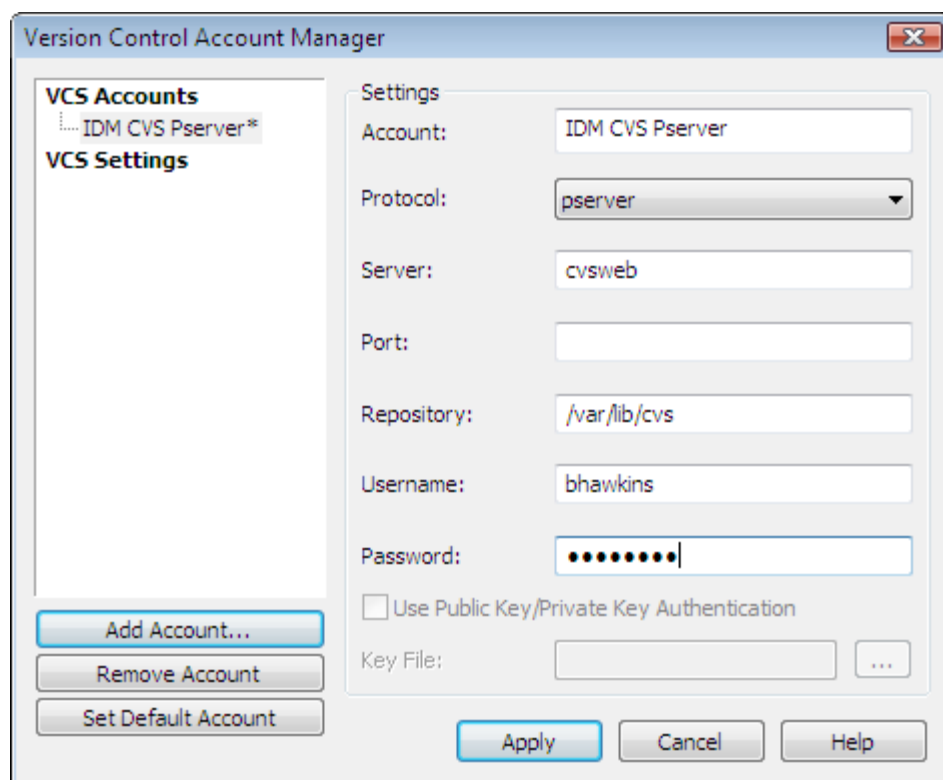 Version Control Account Manager
VCS Accounts
IDM CVS Pserver*
VCS Settings
Add Account...
Remove Account
Set Default Account
Settings
Account: IDM CVS Pserver
Protocol: pserver
Server: cvsweb
Port:
Repository: /var/lib/cvs
Username: bhawkins
Password: ●●●●●●●●
Use Public Key/Private Key Authentication
Key File: ...
Apply Cancel Help